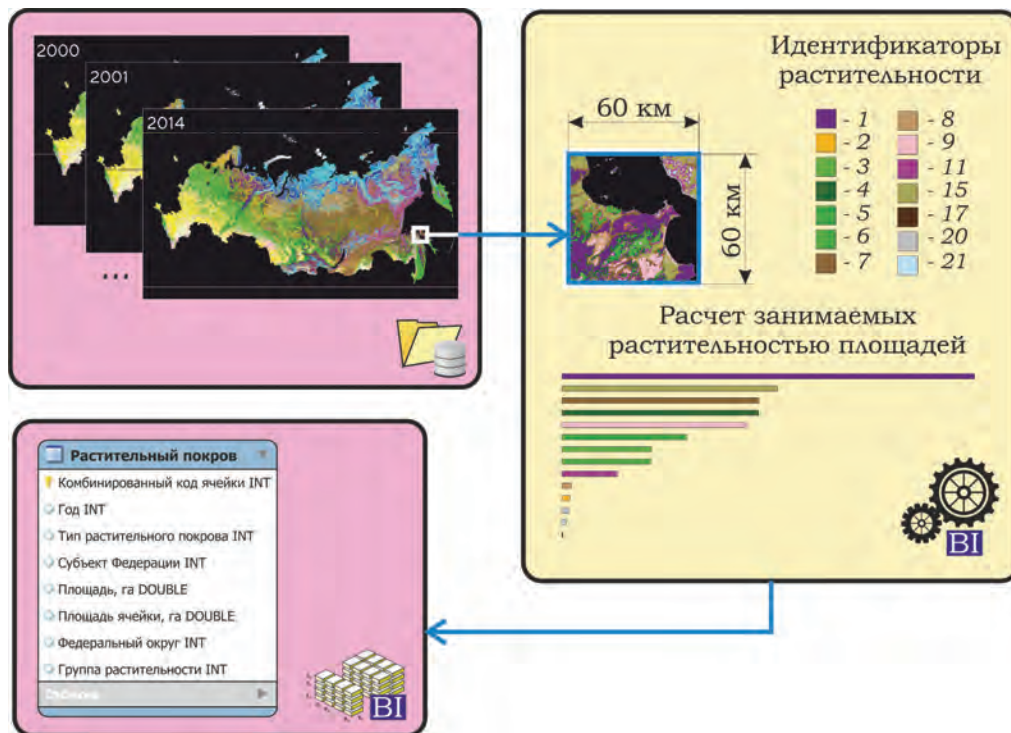 2000
2001
2014
...
Идентификаторы
растительности
60 км
60 км
- 1
- 2
- 3
- 4
- 5
- 6
- 7
- 8
- 9
- 11
- 15
- 17
- 20
- 21
Расчет занимаемых
растительностью площадей
BI
Растительный покров
Комбинированный код ячейки INT
Год INT
Тип растительного покрова INT
Субъект Федерации INT
Площадь, га DOUBLE
Площадь ячейки, га DOUBLE
Федеральный округ INT
Группа растительности INT
BI